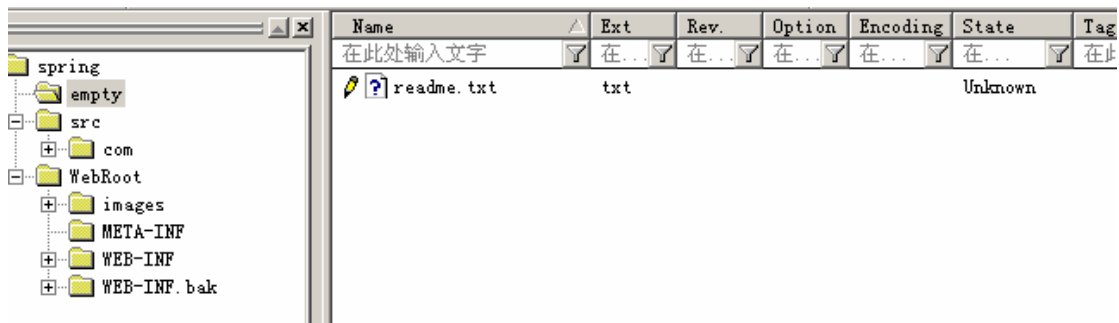 Name Ext Rev. Option Encoding State Tag
在此处输入文字 在... 在... 在... 在... 在... 在此
spring
empty
readme.txt txt Unknown
src
com
WebRoot
images
META-INF
WEB-INF
WEB-INF.bak